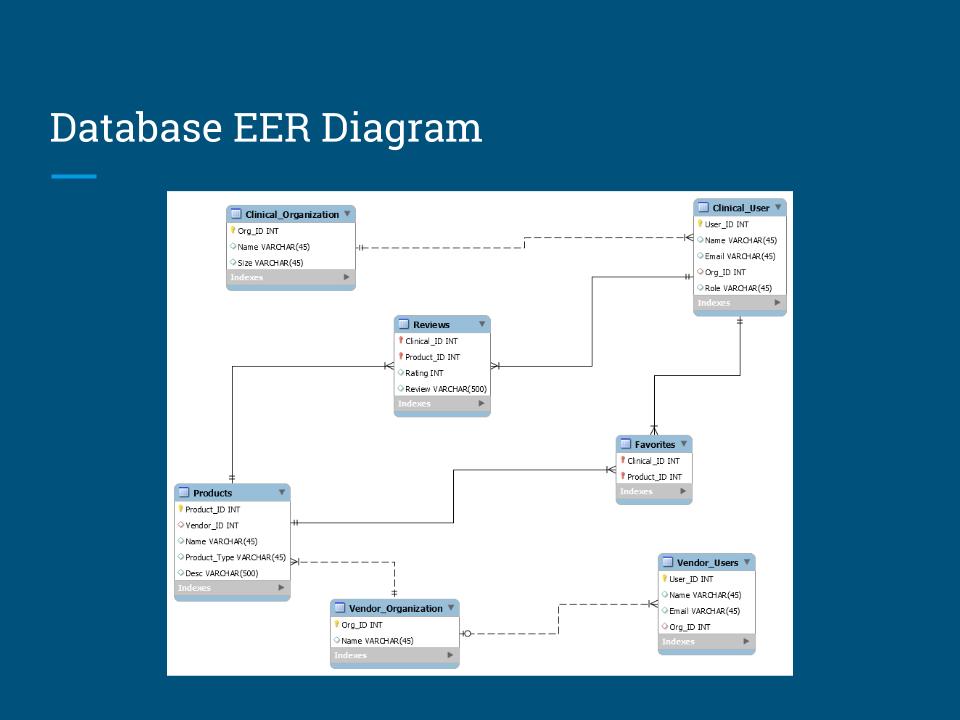 Database EER Diagram
Clinical_Organization
Org_ID INT
Name VARCHAR(45)
Size VARCHAR(45)
Indexes
Clinical_User
User_ID INT
Name VARCHAR(45)
Email VARCHAR(45)
Org_ID INT
Role VARCHAR(45)
Indexes
Reviews
Clinical_ID INT
Product_ID INT
Rating INT
Review VARCHAR(500)
Indexes
Favorites
Clinical_ID INT
Product_ID INT
Indexes
Products
Product_ID INT
Vendor_ID INT
Name VARCHAR(45)
Product_Type VARCHAR(45)
Desc VARCHAR(500)
Indexes
Vendor_Users
User_ID INT
Name VARCHAR(45)
Email VARCHAR(45)
Org_ID INT
Indexes
Vendor_Organization
Org_ID INT
Name VARCHAR(45)
Indexes